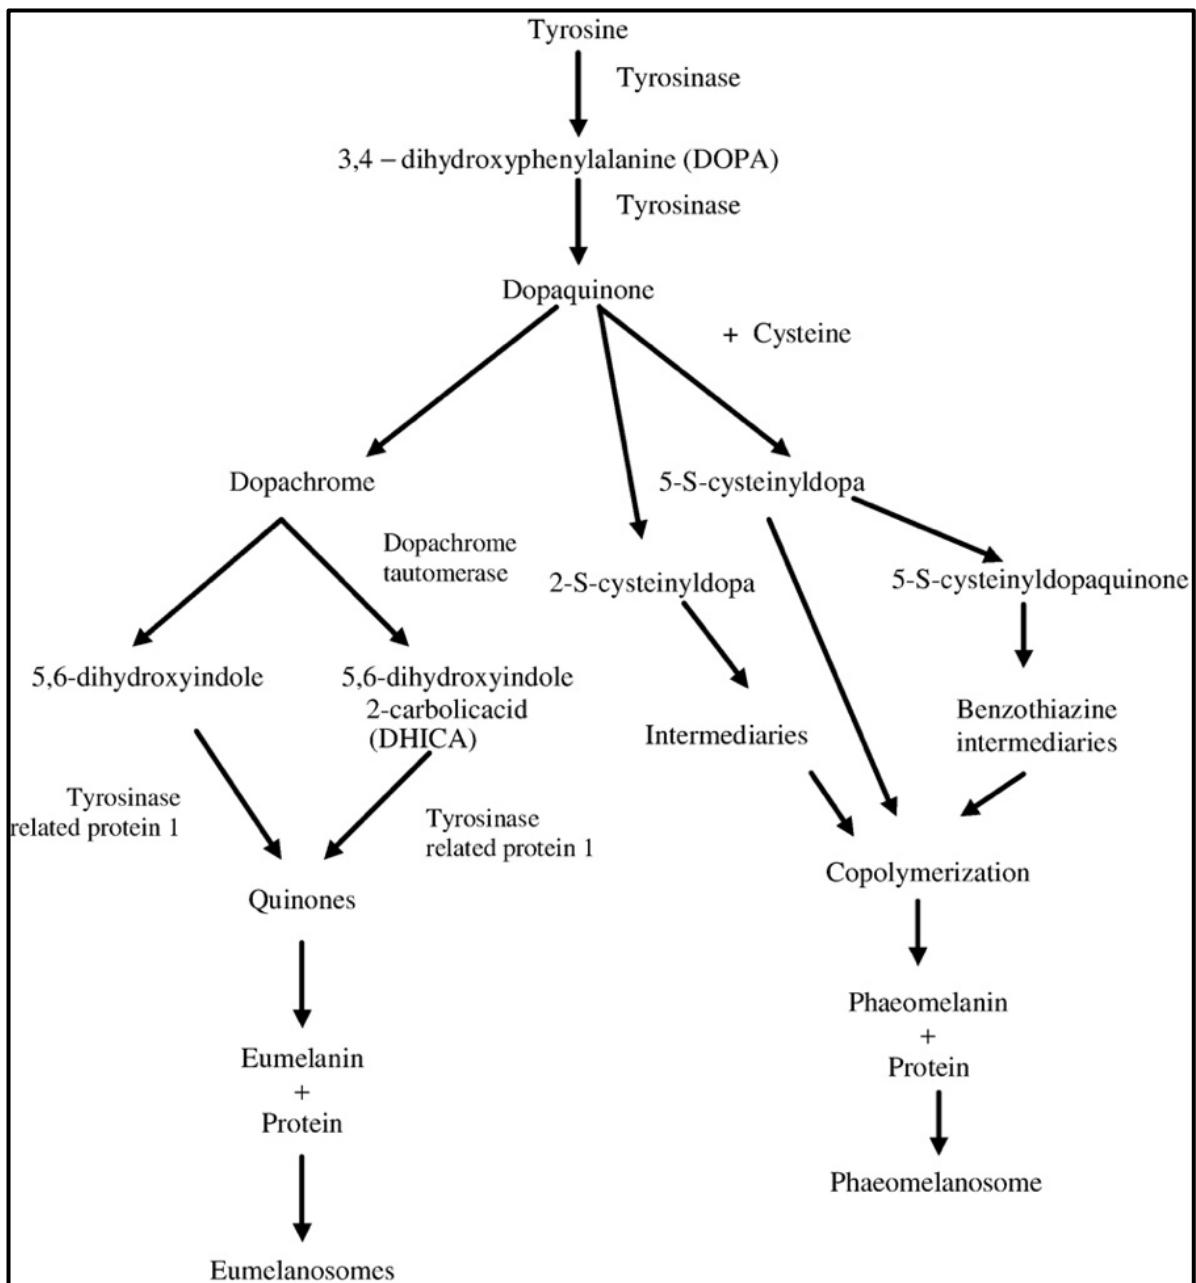 Tyrosine
Tyrosinase
3,4 – dihydroxyphenylalanine (DOPA)
Tyrosinase
Dopaquinone
+ Cysteine
Dopachrome
5-S-cysteinyldopa
Dopachrome
tautomerase
2-S-cysteinyldopa
5-S-cysteinyldopaquinone
5,6-dihydroxyindole
5,6-dihydroxyindole
2-carbolicacid
(DHICA)
Intermediaries
Benzothiazine
intermediaries
Tyrosinase
related protein 1
Tyrosinase
related protein 1
Copolymerization
Quinones
Phaeomelanin
+
Protein
Eumelanin
+
Protein
Phaeomelanosome
Eumelanosomes